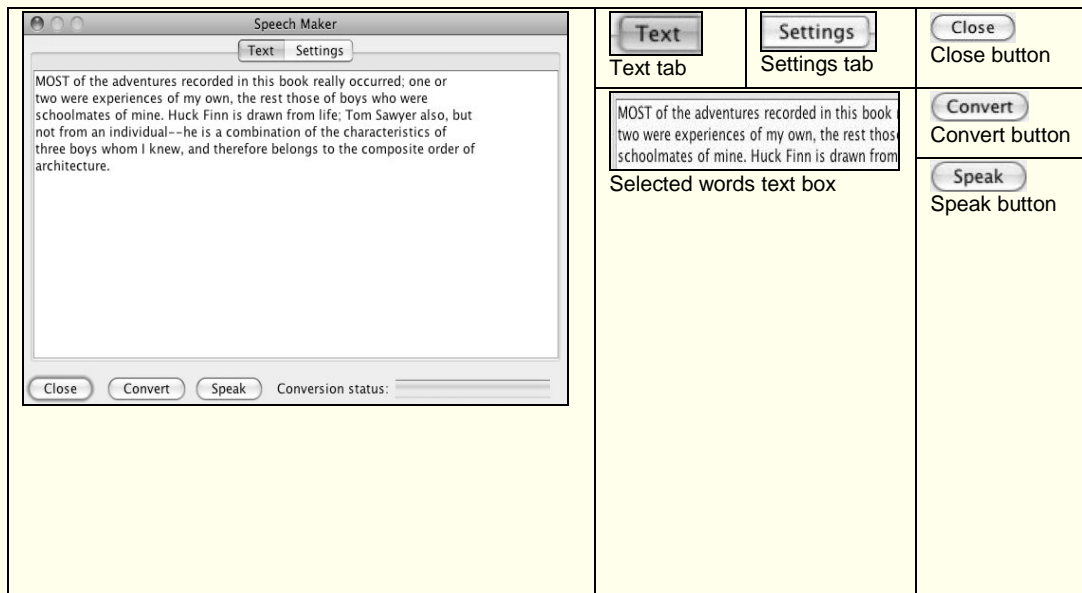 Speech Maker
Text Settings
MOST of the adventures recorded in this book really occurred; one or
two were experiences of my own, the rest those of boys who were
schoolmates of mine. Huck Finn is drawn from life; Tom Sawyer also, but
not from an individual--he is a combination of the characteristics of
three boys whom I knew, and therefore belongs to the composite order of
architecture.
Close Convert Speak Conversion status:
Text
Text tab
Settings
Settings tab
Close
Close button
MOST of the adventures recorded in this book
two were experiences of my own, the rest thos
schoolmates of mine. Huck Finn is drawn from
Selected words text box
Convert
Convert button
Speak
Speak button